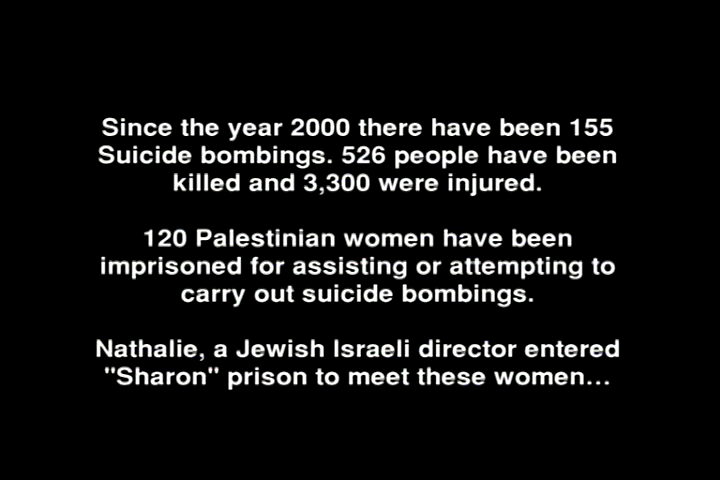 Since the year 2000 there have been 155
Suicide bombings. 526 people have been
killed and 3,300 were injured.
120 Palestinian women have been
imprisoned for assisting or attempting to
carry out suicide bombings.
Nathalie, a Jewish Israeli director entered
"Sharon" prison to meet these women...